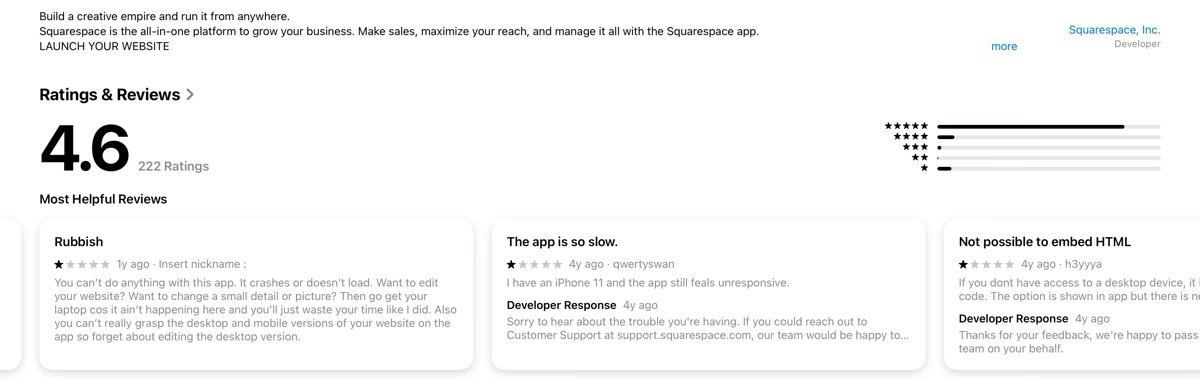 Build a creative empire and run it from anywhere.
Squarespace is the all-in-one platform to grow your business. Make sales, maximize your reach, and manage it all with the Squarespace app.
LAUNCH YOUR WEBSITE
more
Squarespace, Inc.
Developer
Ratings & Reviews
4.6
222 Ratings
Most Helpful Reviews
Rubbish
1y ago · Insert nickname :
You can't do anything with this app. It crashes or doesn't load. Want to edit
your website? Want to change a small detail or picture? Then go get your
laptop cos it ain't happening here and you'll just waste your time like I did. Also
you can't really grasp the desktop and mobile versions of your website on the
app so forget about editing the desktop version.
The app is so slow.
4y ago · qwertyswan
I have an iPhone 11 and the app still feals unresponsive.
Developer Response 4y ago
Sorry to hear about the trouble you're having. If you could reach out to
Customer Support at support.squarespace.com, our team would be happy to...
Not possible to embed HTML
4y ago · h3yyya
If you dont have access to a desktop device, it
code. The option is shown in app but there is
Developer Response 4y ago
Thanks for your feedback, we're happy to pass
team on your behalf.